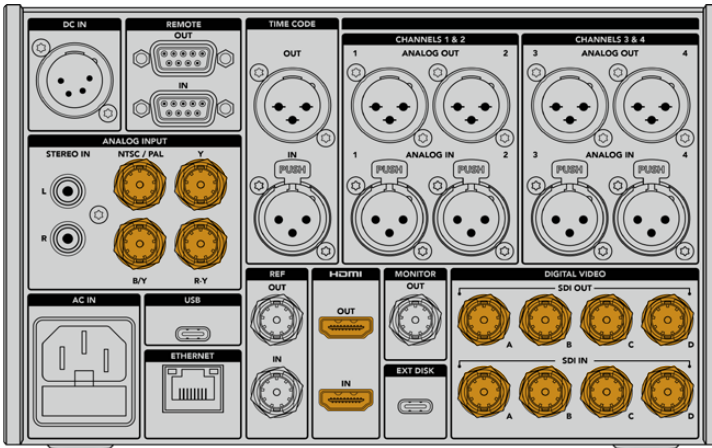 DC IN
REMOTE
OUT
IN
TIME CODE
OUT
IN
CHANNELS 1 & 2
1 ANALOG OUT 2
1 ANALOG IN 2
PUSH PUSH PUSH
CHANNELS 3 & 4
3 ANALOG OUT 4
3 ANALOG IN 4
PUSH PUSH
ANALOG INPUT
STEREO IN NTSC / PAL Y
L
R
B/Y R-Y
AC IN
USB
ETHERNET
REF
OUT
IN
HDMI
OUT
IN
MONITOR
OUT
EXT DISK
DIGITAL VIDEO
SDI OUT
A B C D
SDI IN
A B C D